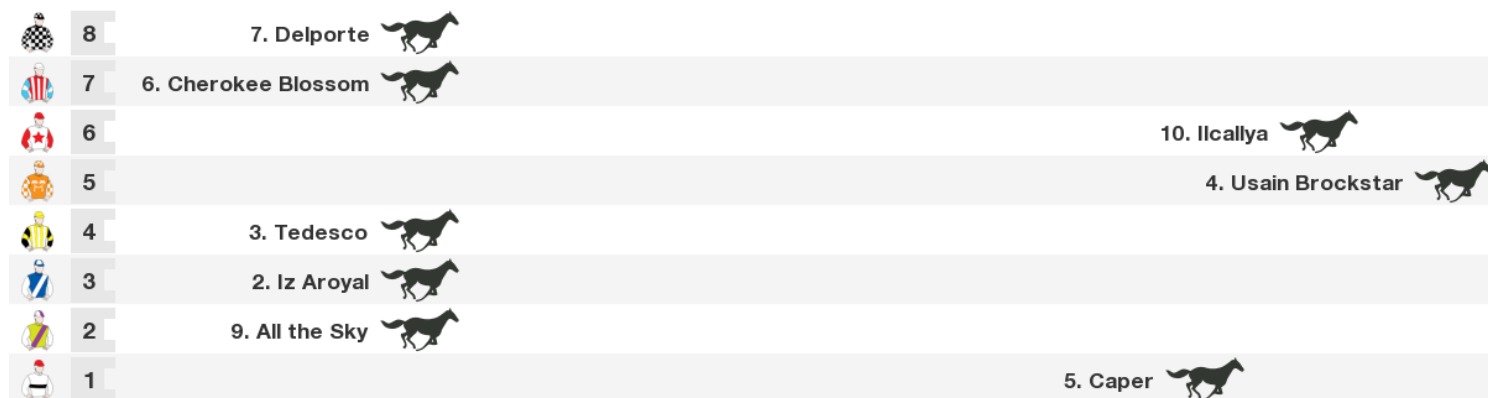 8 7. Delporte
7 6. Cherokee Blossom
6 10. Ilcallya
5 4. Usain Brockstar
4 3. Tedesco
3 2. Iz Aroyal
2 9. All the Sky
1 5. Caper